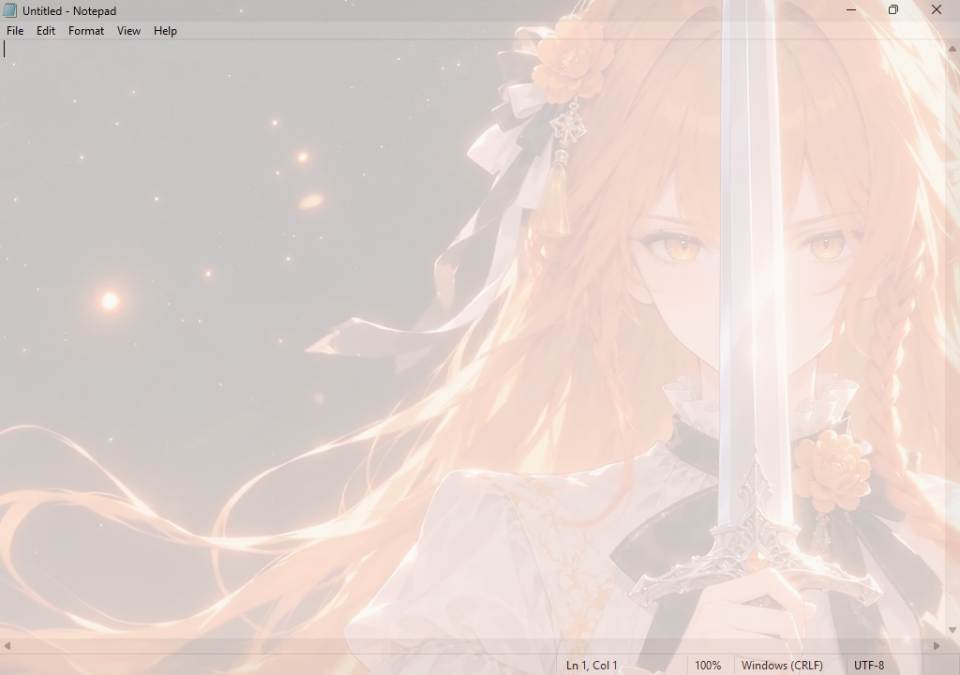 Untitled - Notepad
File Edit Format View Help
Ln 1, Col 1 100% Windows (CRLF) UTF-8